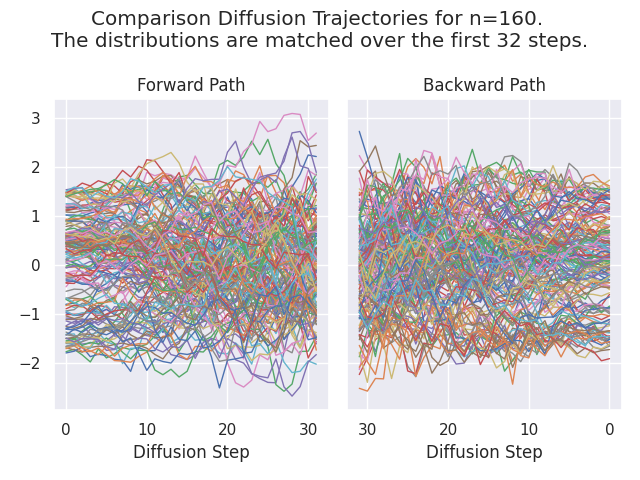 Comparison Diffusion Trajectories for n=160.
The distributions are matched over the first 32 steps.
Forward Path
Backward Path
3
2
1
0
−1
−2
0 10 20 30
30 20 10 0
Diffusion Step
Diffusion Step